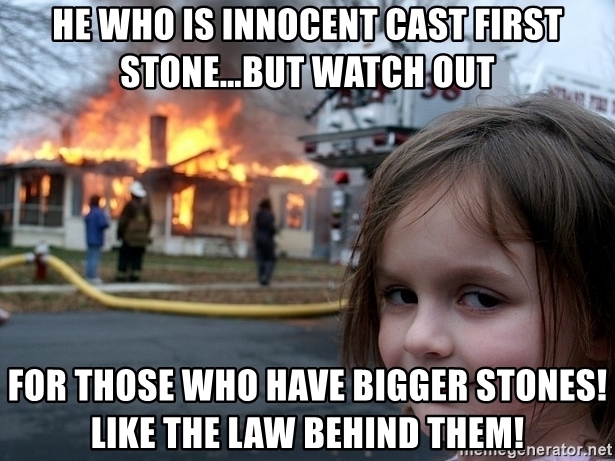 HE WHO IS INNOCENT CAST FIRST
STONE...BUT WATCH OUT
FOR THOSE WHO HAVE BIGGER STONES!
LIKE THE LAW BEHIND THEM!
memegenerator.net